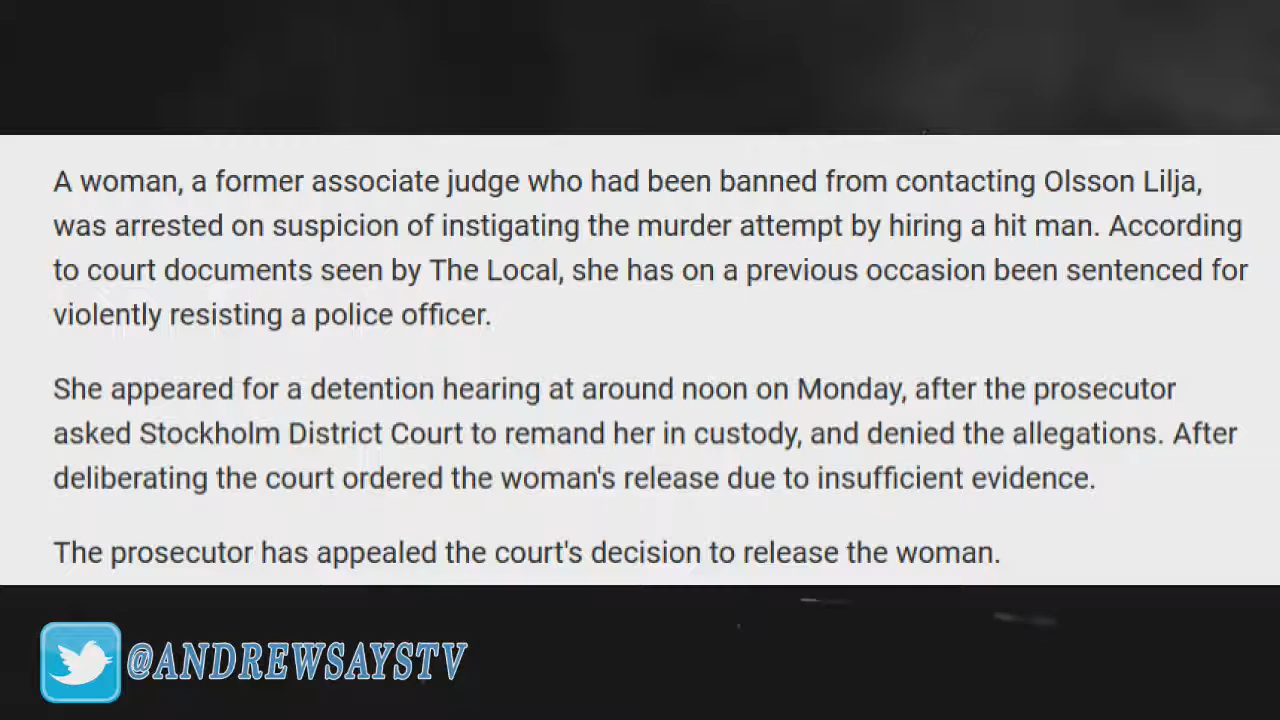 A woman, a former associate judge who had been banned from contacting Olsson Lilja,
was arrested on suspicion of instigating the murder attempt by hiring a hit man. According
to court documents seen by The Local, she has on a previous occasion been sentenced for
violently resisting a police officer.
She appeared for a detention hearing at around noon on Monday, after the prosecutor
asked Stockholm District Court to remand her in custody, and denied the allegations. After
deliberating the court ordered the woman's release due to insufficient evidence.
The prosecutor has appealed the court's decision to release the woman.
@ANDREWSAYSTV